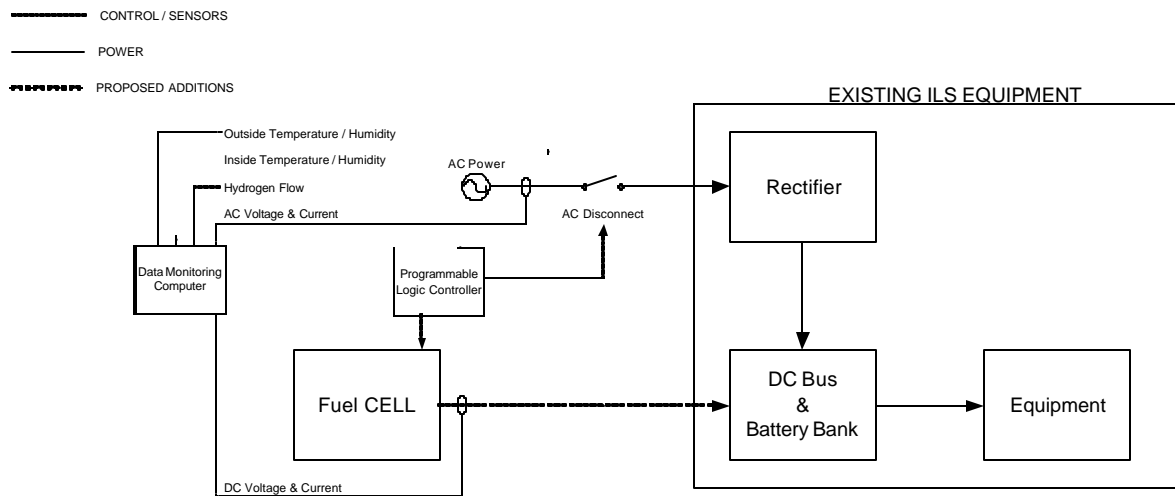 CONTROL / SENSORS
POWER
PROPOSED ADDITIONS
EXISTING ILS EQUIPMENT
Outside Temperature / Humidity
Inside Temperature / Humidity
Hydrogen Flow
AC Voltage & Current
AC Power
AC Disconnect
Rectifier
Data Monitoring
Computer
Programmable
Logic Controller
Fuel CELL
DC Bus
&
Battery Bank
Equipment
DC Voltage & Current